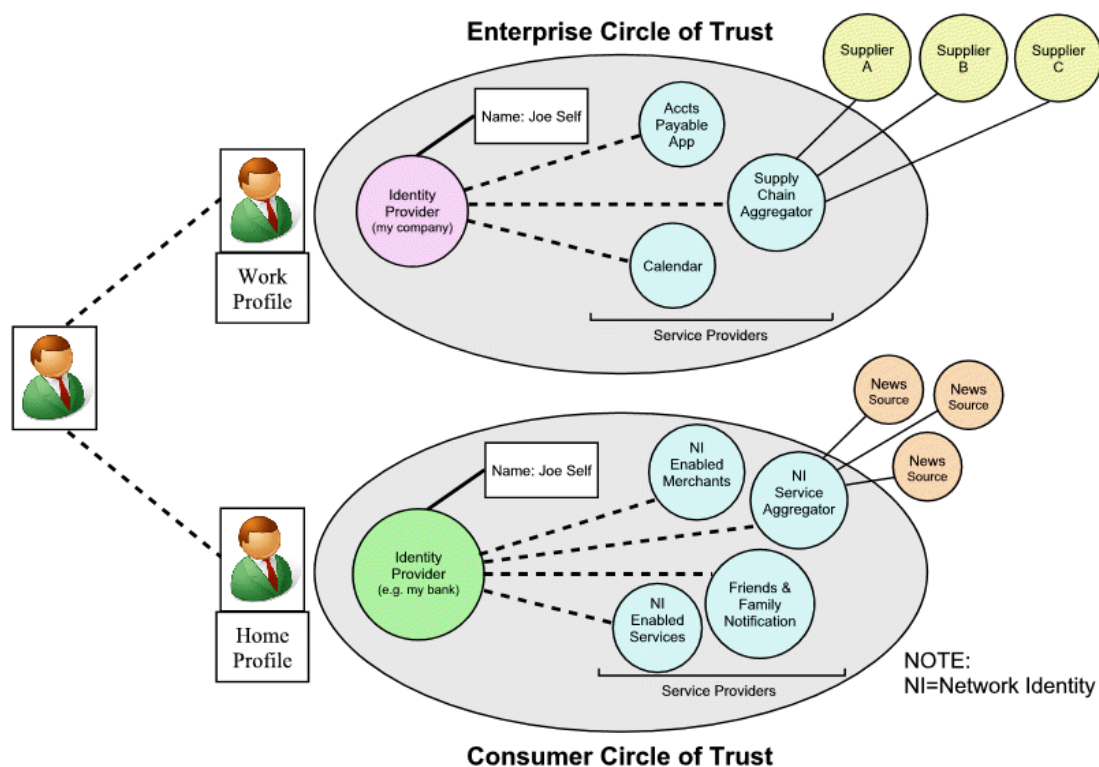 Enterprise Circle of Trust
Supplier
A
Supplier
B
Supplier
C
Name: Joe Self
Accts
Payable
App
Identity
Provider
(my company)
Supply
Chain
Aggregator
Calendar
Service Providers
Work
Profile
News
Source
News
Source
News
Source
Name: Joe Self
NI
Enabled
Merchants
NI
Service
Aggregator
Identity
Provider
(e.g. my bank)
Friends &
Family
Notification
NI
Enabled
Services
Service Providers
Home
Profile
NOTE:
NI=Network Identity
Consumer Circle of Trust